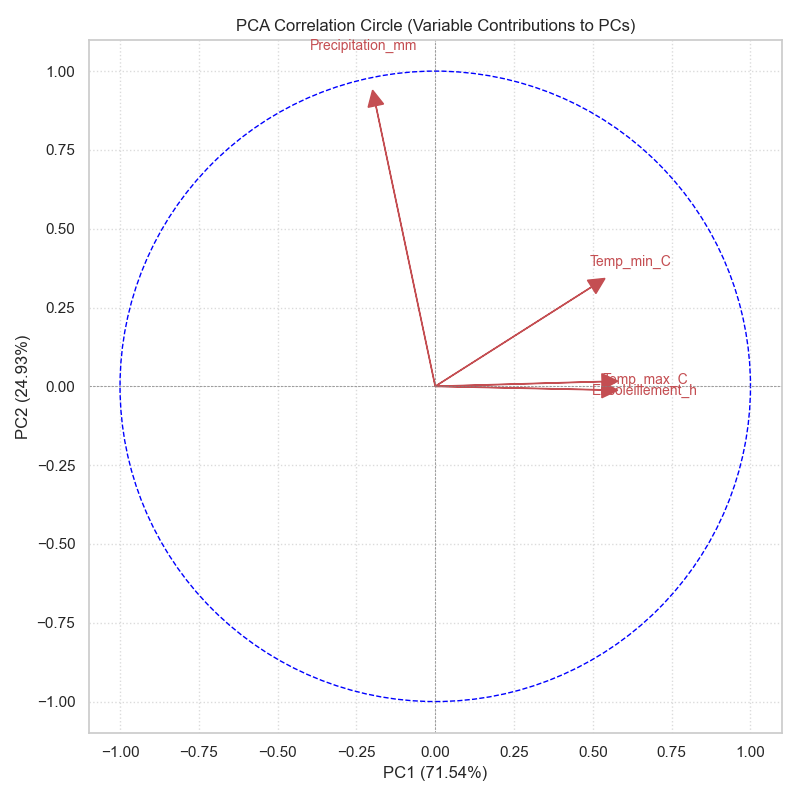 PCA Correlation Circle (Variable Contributions to PCs)
Precipitation_mm
Temp_min_C
Temp_max_C
Ensoleillement_h
PC2 (24.93%)
1.00
0.75
0.50
0.25
0.00
−0.25
−0.50
−0.75
−1.00
−1.00
−0.75
−0.50
−0.25
0.00
0.25
0.50
0.75
1.00
PC1 (71.54%)